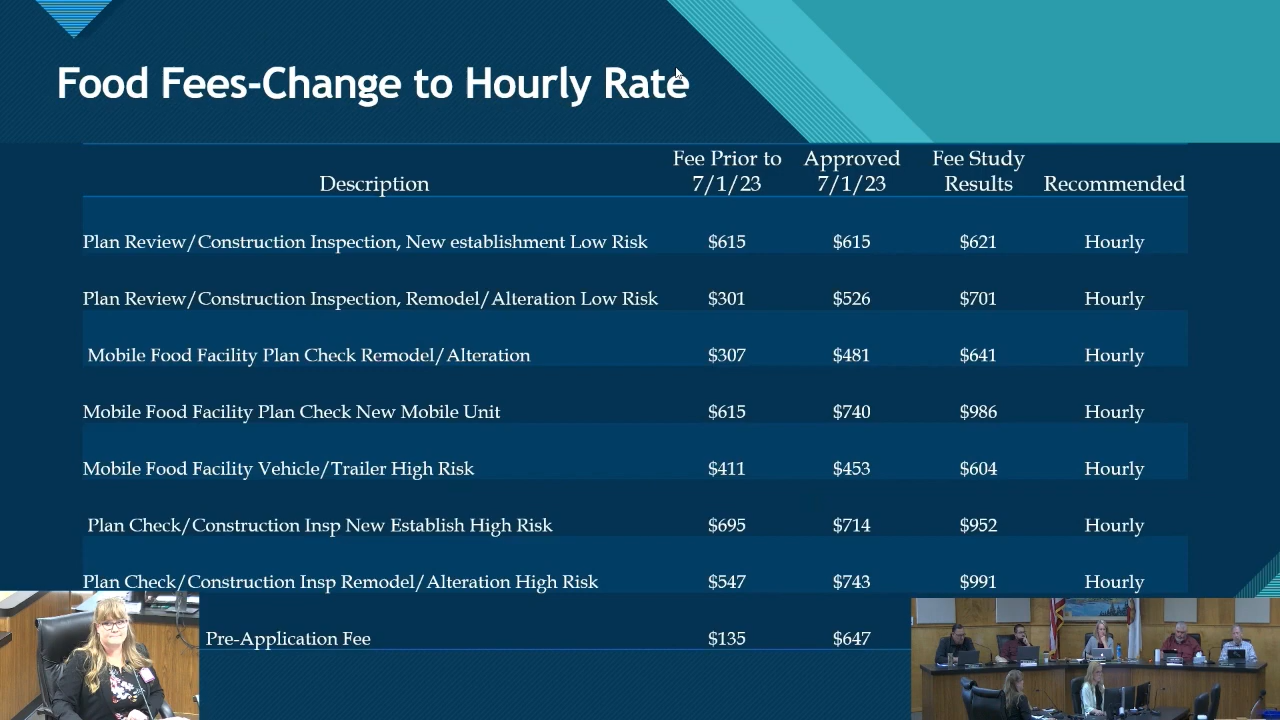 Food Fees-Change to Hourly Rate
Description Fee Prior to 7/1/23 Approved 7/1/23 Fee Study Results Recommended
Plan Review/Construction Inspection, New establishment Low Risk $615 $615 $621 Hourly
Plan Review/Construction Inspection, Remodel/Alteration Low Risk $301 $526 $701 Hourly
Mobile Food Facility Plan Check Remodel/Alteration $307 $481 $641 Hourly
Mobile Food Facility Plan Check New Mobile Unit $615 $740 $986 Hourly
Mobile Food Facility Vehicle/Trailer High Risk $411 $453 $604 Hourly
Plan Check/Construction Insp New Establish High Risk $695 $714 $952 Hourly
Plan Check/Construction Insp Remodel/Alteration High Risk $547 $743 $991 Hourly
Pre-Application Fee $135 $647